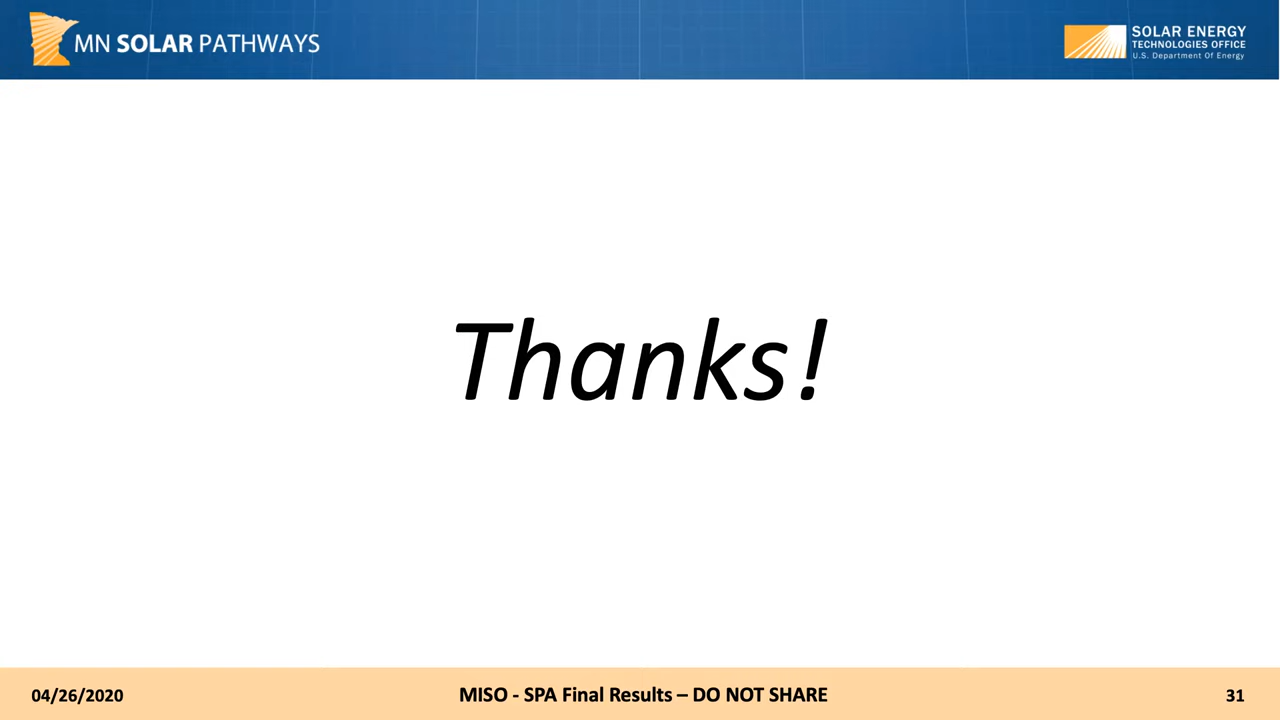 MN SOLAR PATHWAYS
SOLAR ENERGY
TECHNOLOGIES OFFICE
U.S. Department Of Energy
Thanks!
04/26/2020
MISO - SPA Final Results – DO NOT SHARE
31